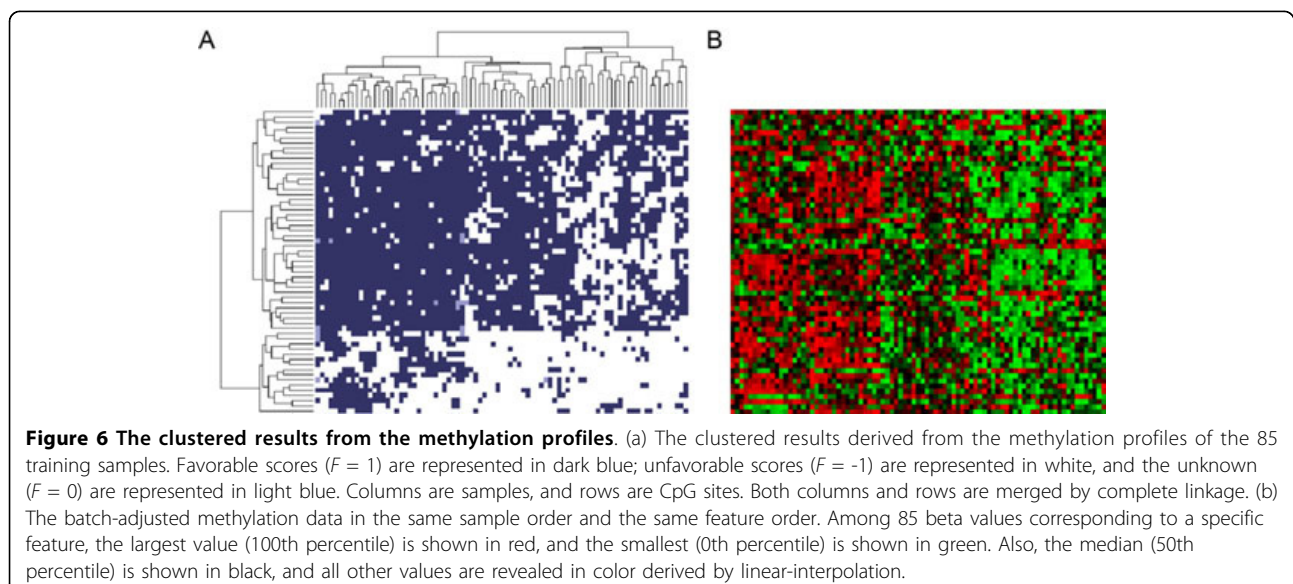 A
B
Figure 6 The clustered results from the methylation profiles. (a) The clustered results derived from the methylation profiles of the 85
training samples. Favorable scores (F = 1) are represented in dark blue; unfavorable scores (F = -1) are represented in white, and the unknown
(F = 0) are represented in light blue. Columns are samples, and rows are CpG sites. Both columns and rows are merged by complete linkage. (b)
The batch-adjusted methylation data in the same sample order and the same feature order. Among 85 beta values corresponding to a specific
feature, the largest value (100th percentile) is shown in red, and the smallest (0th percentile) is shown in green. Also, the median (50th
percentile) is shown in black, and all other values are revealed in color derived by linear-interpolation.